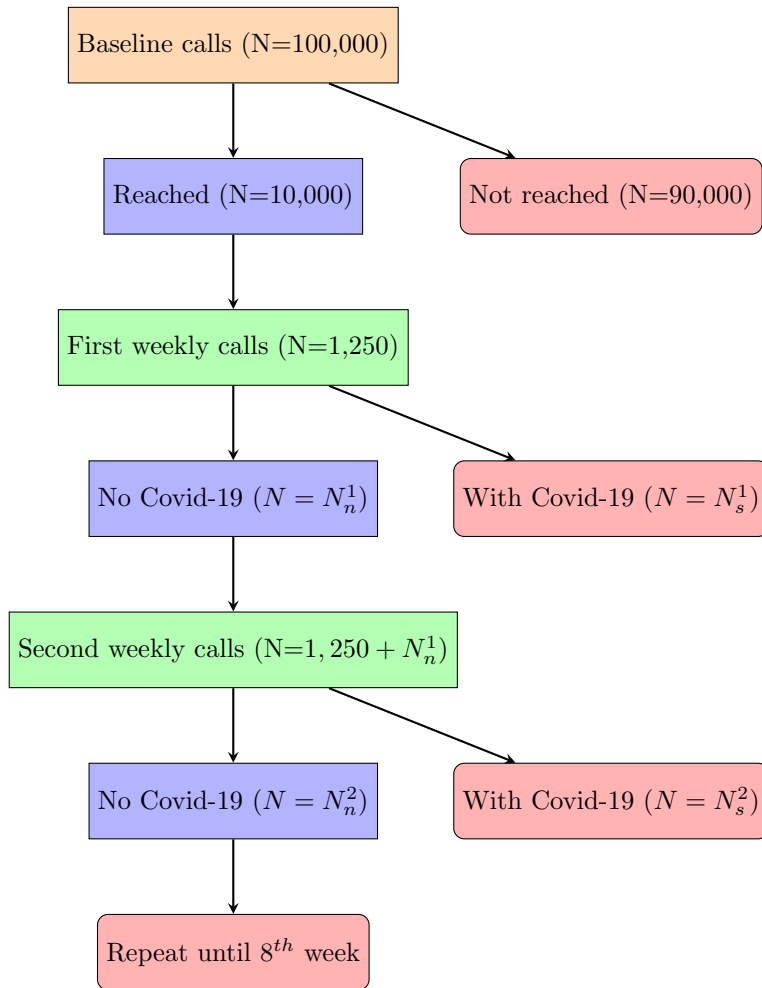 Baseline calls (N=100,000)
Reached (N=10,000)
Not reached (N=90,000)
First weekly calls (N=1,250)
No Covid-19 ($N = N_n^1$)
With Covid-19 ($N = N_s^1$)
Second weekly calls (N=$1,250 + N_n^1$)
No Covid-19 ($N = N_n^2$)
With Covid-19 ($N = N_s^2$)
Repeat until $8^{th}$ week